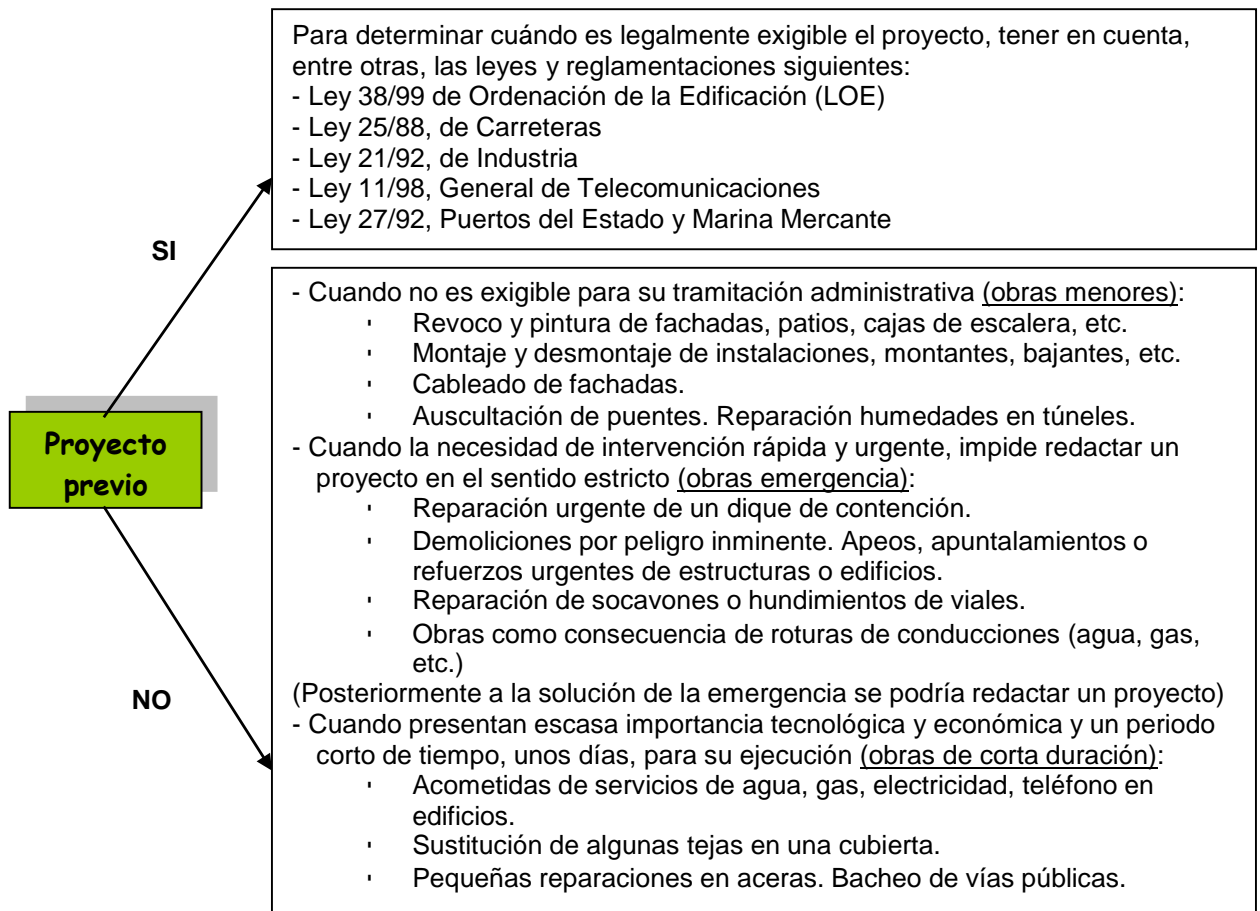 Para determinar cuándo es legalmente exigible el proyecto, tener en cuenta,
entre otras, las leyes y reglamentaciones siguientes:
- Ley 38/99 de Ordenación de la Edificación (LOE)
- Ley 25/88, de Carreteras
- Ley 21/92, de Industria
- Ley 11/98, General de Telecomunicaciones
- Ley 27/92, Puertos del Estado y Marina Mercante
SI
Proyecto
previo
NO
- Cuando no es exigible para su tramitación administrativa (obras menores):
· Revoco y pintura de fachadas, patios, cajas de escalera, etc.
· Montaje y desmontaje de instalaciones, montantes, bajantes, etc.
· Cableado de fachadas.
· Auscultación de puentes. Reparación humedades en túneles.
- Cuando la necesidad de intervención rápida y urgente, impide redactar un
proyecto en el sentido estricto (obras emergencia):
· Reparación urgente de un dique de contención.
· Demoliciones por peligro inminente. Apeos, apuntalamientos o
refuerzos urgentes de estructuras o edificios.
· Reparación de socavones o hundimientos de viales.
· Obras como consecuencia de roturas de conducciones (agua, gas,
etc.)
(Posteriormente a la solución de la emergencia se podría redactar un proyecto)
- Cuando presentan escasa importancia tecnológica y económica y un periodo
corto de tiempo, unos días, para su ejecución (obras de corta duración):
· Acometidas de servicios de agua, gas, electricidad, teléfono en
edificios.
· Sustitución de algunas tejas en una cubierta.
· Pequeñas reparaciones en aceras. Bacheo de vías públicas.